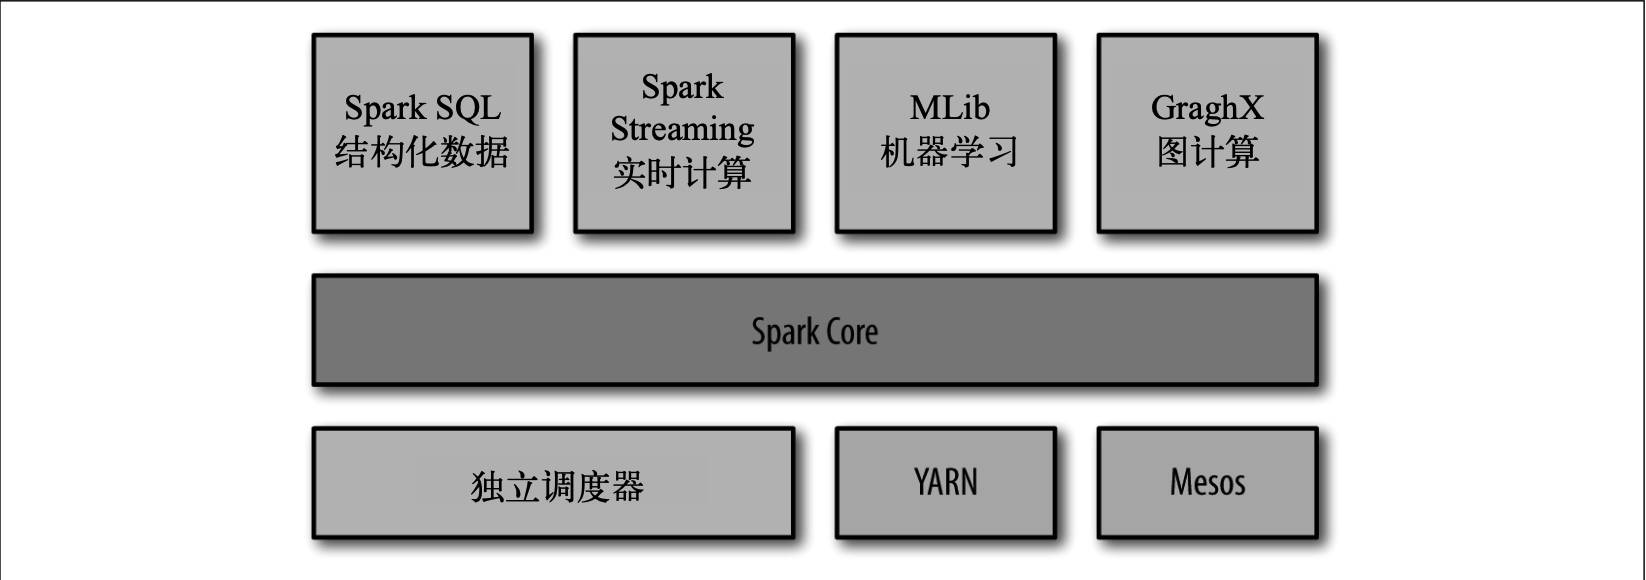 Spark SQL
结构化数据
Spark
Streaming
实时计算
MLib
机器学习
GraghX
图计算
Spark Core
独立调度器
YARN
Mesos